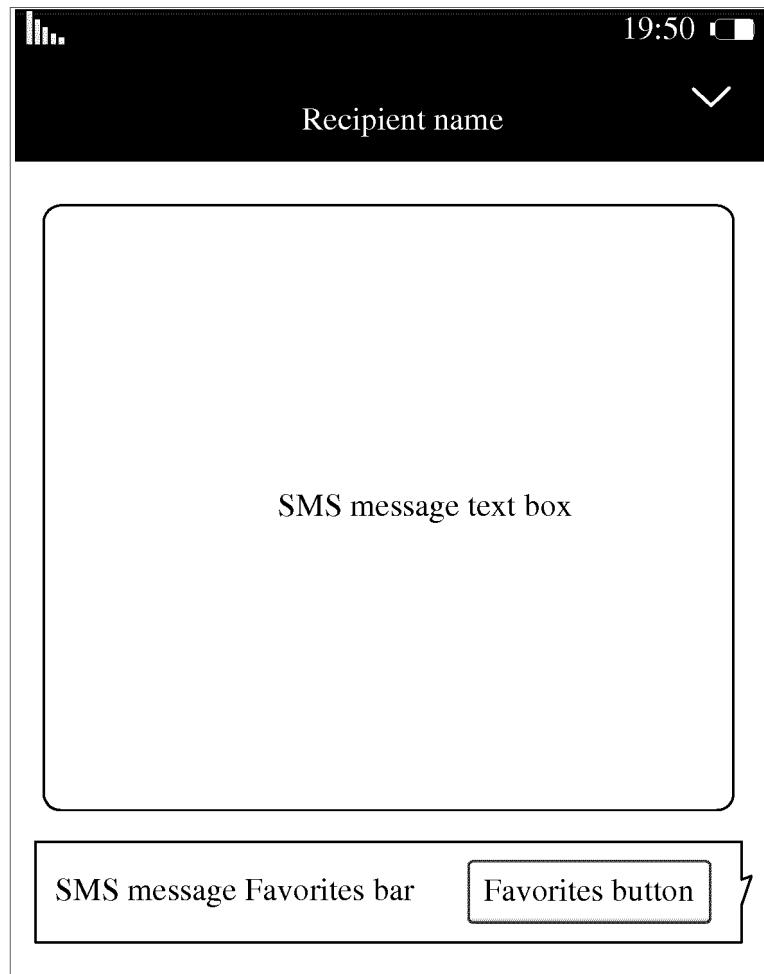 19:50
Recipient name
SMS message text box
SMS message Favorites bar
Favorites button